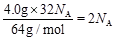 4.0g×32N_A / 64g/mol = 2N_A